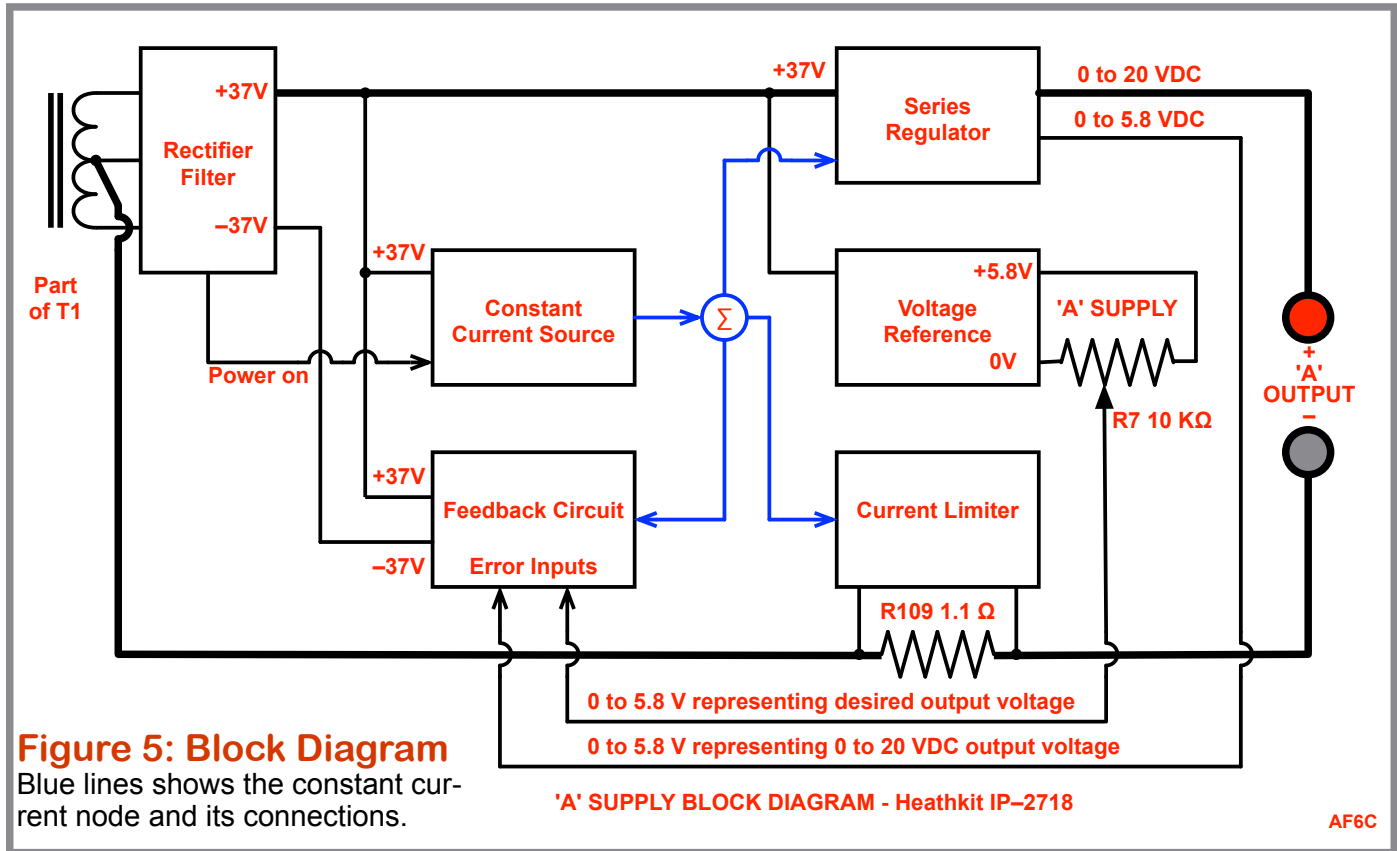 +37V
Rectifier
Filter
–37V
Part
of T1
Power on
+37V
Constant
Current Source
Σ
+37V
Feedback Circuit
–37V
Error Inputs
+37V
Series
Regulator
0 to 20 VDC
0 to 5.8 VDC
+5.8V
Voltage
Reference
0V
'A' SUPPLY
R7 10 KΩ
+
'A'
OUTPUT
–
Current Limiter
R109 1.1 Ω
0 to 5.8 V representing desired output voltage
0 to 5.8 V representing 0 to 20 VDC output voltage
Figure 5: Block Diagram
Blue lines shows the constant cur-
rent node and its connections.
'A' SUPPLY BLOCK DIAGRAM - Heathkit IP–2718
AF6C